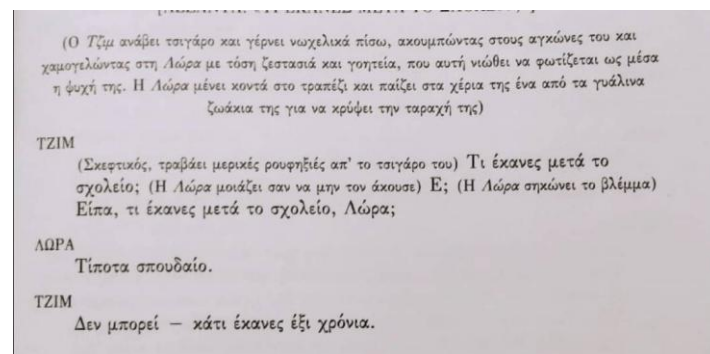 (Ο Τζιμ ανάβει τσιγάρο και γέρνει νωχελικά πίσω, ακουμπώντας στους αγκώνες του και
χαμογελώντας στη Λώρα με τόση ζεστασιά και γοητεία, που αυτή νιώθει να φωτίζεται ως μέσα
η ψυχή της. Η Λώρα μένει κοντά στο τραπέζι και παίζει στα χέρια της ένα από τα γυάλινα
ζωάκια της για να κρύψει την ταραχή της)
ΤΖΙΜ
(Σκεφτικός, τραβάει μερικές ρουφηξιές απ' το τσιγάρο του) Τι έκανες μετά το
σχολείο; (Η Λώρα μοιάζει σαν να μην τον άκουσε) Ε; (Η Λώρα σηκώνει το βλέμμα)
Είπα, τι έκανες μετά το σχολείο, Λώρα;
ΛΩΡΑ
Τίποτα σπουδαίο.
ΤΖΙΜ
Δεν μπορεί – κάτι έκανες έξι χρόνια.